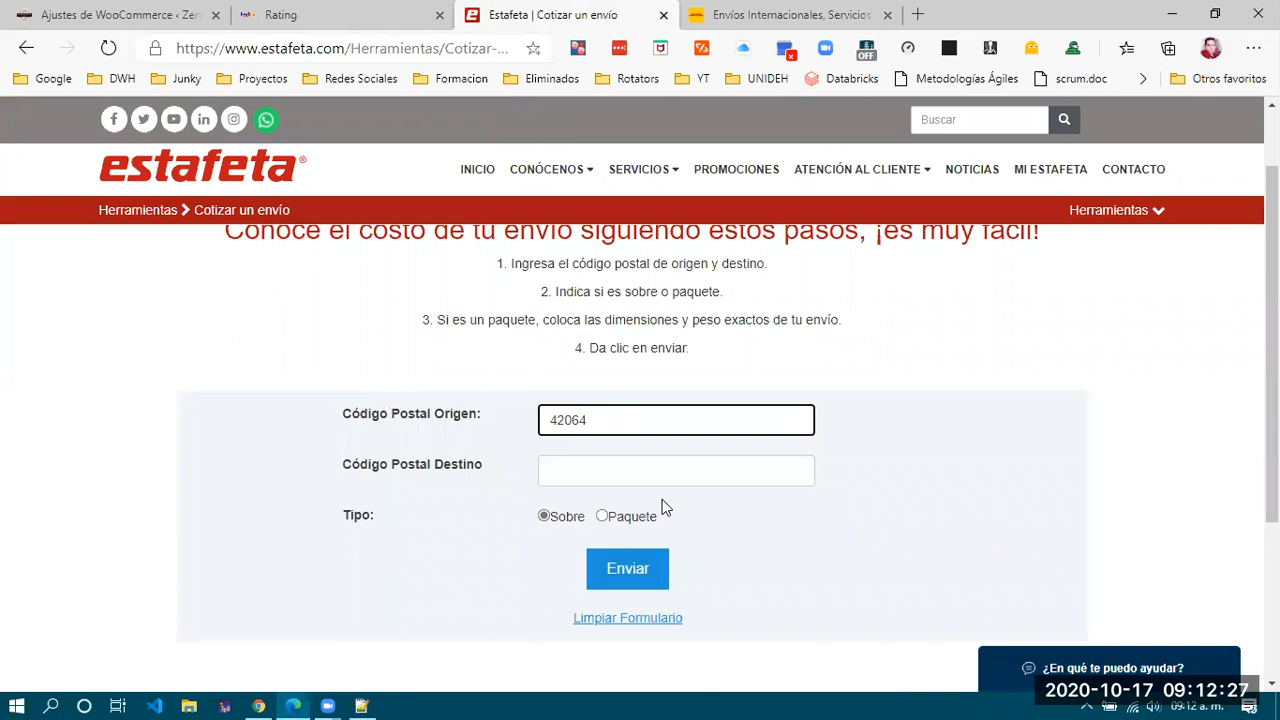 Ajustes de WooCommerce ‹ Zer
Rating
Estafeta | Cotizar un envío
Envíos Internacionales, Servicios
https://www.estafeta.com/Herramientas/Cotizar-...
OFF
Google
DWH
Junky
Proyectos
Redes Sociales
Formacion
Eliminados
Rotators
YT
UNIDEH
Databricks
Metodologías Ágiles
scrum.doc
Otros favoritos
Buscar
estafeta®
INICIO
CONÓCENOS
SERVICIOS
PROMOCIONES
ATENCIÓN AL CLIENTE
NOTICIAS
MI ESTAFETA
CONTACTO
Herramientas > Cotizar un envío
Herramientas
Conoce el costo de tu envío siguiendo estos pasos, ¡es muy fácil!
1. Ingresa el código postal de origen y destino.
2. Indica si es sobre o paquete.
3. Si es un paquete, coloca las dimensiones y peso exactos de tu envío.
4. Da clic en enviar.
Código Postal Origen:
42064
Código Postal Destino
Tipo:
Sobre
Paquete
Enviar
Limpiar Formulario
¿En qué te puedo ayudar?
2020-10-17 09:12:27
09:12 a. m.